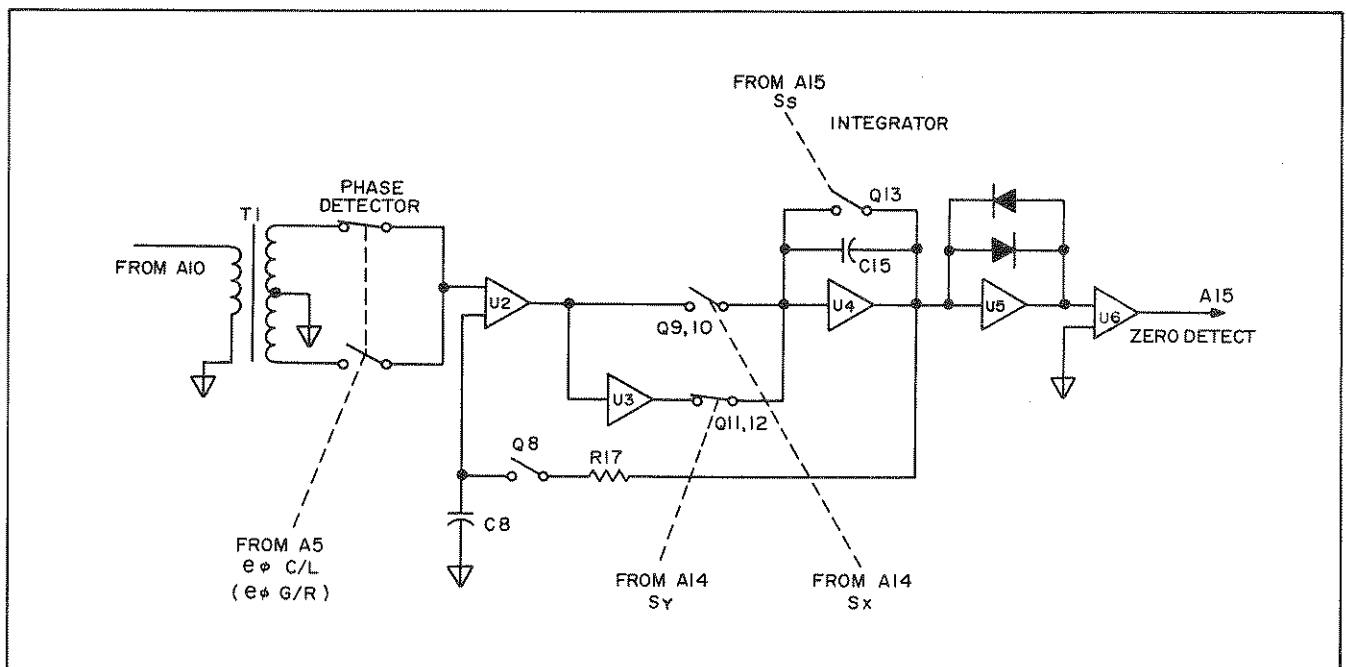 FROM A15
Ss
INTEGRATOR
Q13
PHASE
DETECTOR
T1
FROM A10
C15
U2
Q9,10
U4
U5
U6
A15
ZERO DETECT
U3
Q11,12
Q8
R17
C8
FROM A5
eφ C/L
(eφ G/R)
FROM A14
SY
FROM A14
SX